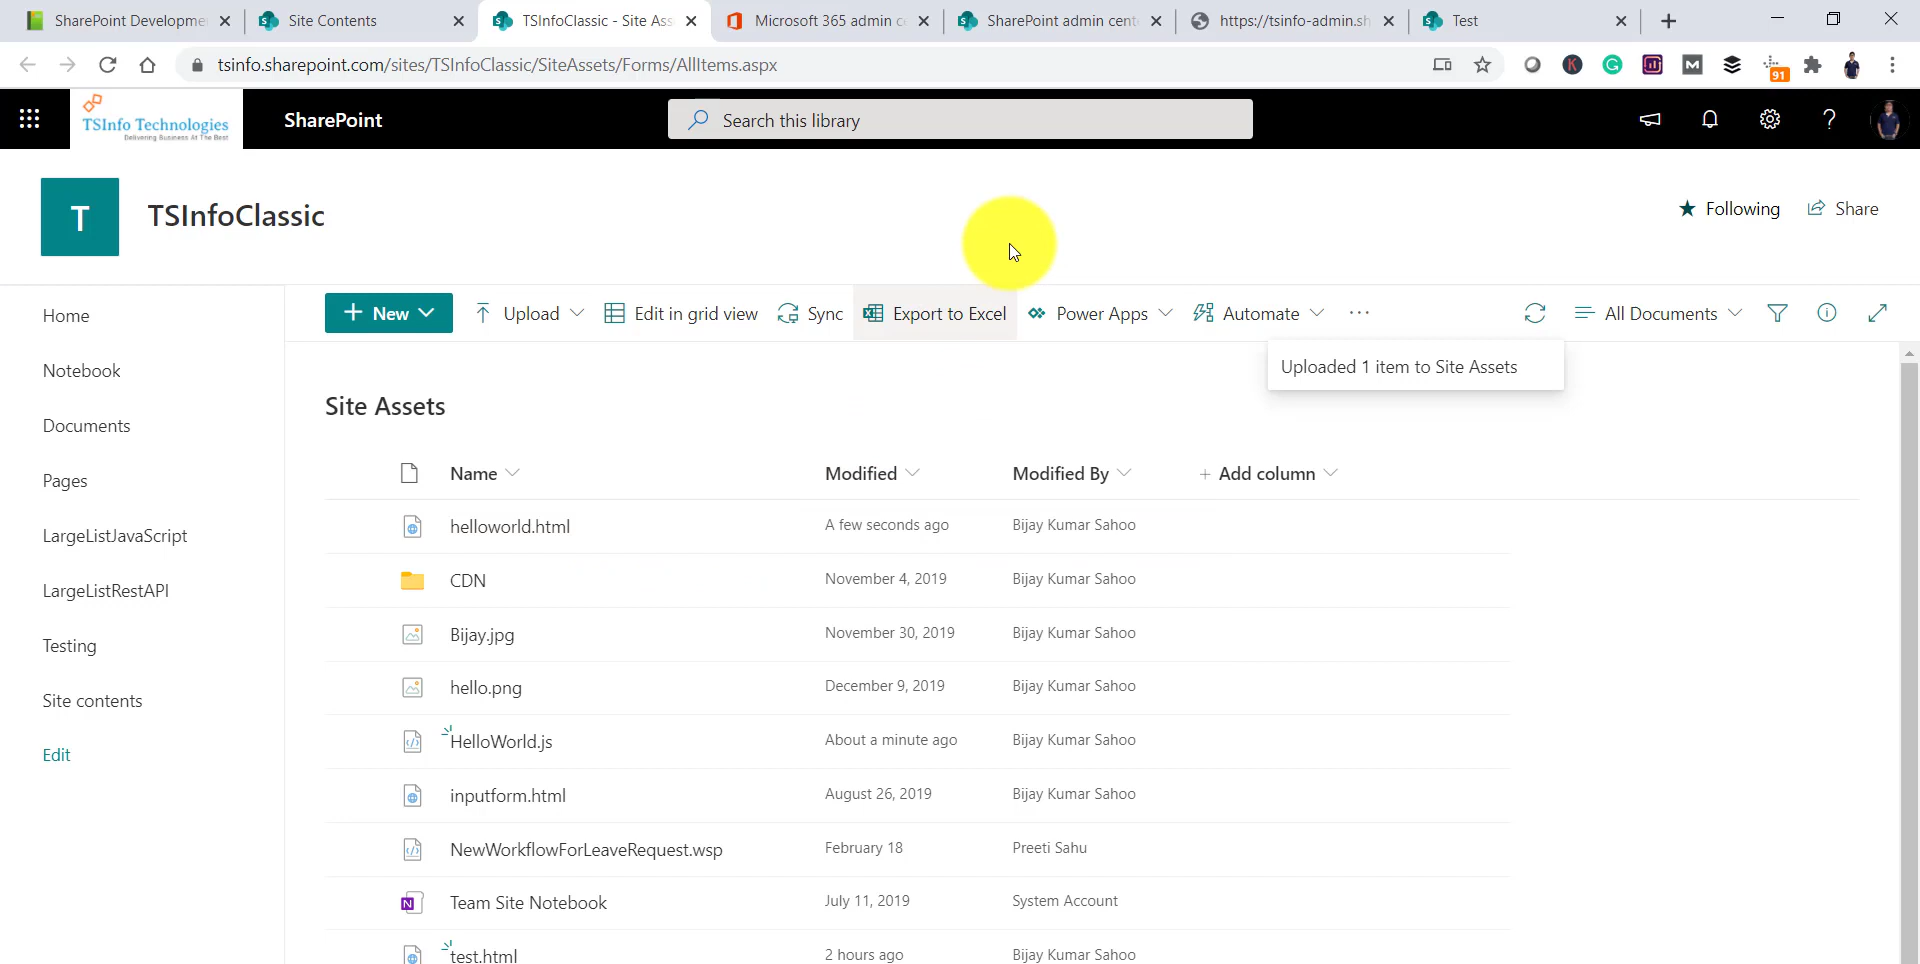 SharePoint Developme
Site Contents
TSInfoClassic - Site Ass
Microsoft 365 admin c
SharePoint admin cent
https://tsinfo-admin.sh
Test
tsinfo.sharepoint.com/sites/TSInfoClassic/SiteAssets/Forms/AllItems.aspx
91
TSInfo Technologies
Delivering Business At The Best
SharePoint
Search this library
T
TSInfoClassic
Following
Share
New
Upload
Edit in grid view
Sync
Export to Excel
Power Apps
Automate
All Documents
Uploaded 1 item to Site Assets
Home
Notebook
Documents
Pages
LargeListJavaScript
LargeListRestAPI
Testing
Site contents
Edit
Site Assets
Name Modified Modified By + Add column
helloworld.html A few seconds ago Bijay Kumar Sahoo
CDN November 4, 2019 Bijay Kumar Sahoo
Bijay.jpg November 30, 2019 Bijay Kumar Sahoo
hello.png December 9, 2019 Bijay Kumar Sahoo
HelloWorld.js About a minute ago Bijay Kumar Sahoo
inputform.html August 26, 2019 Bijay Kumar Sahoo
NewWorkflowForLeaveRequest.wsp February 18 Preeti Sahu
Team Site Notebook July 11, 2019 System Account
test.html 2 hours ago Bijay Kumar Sahoo